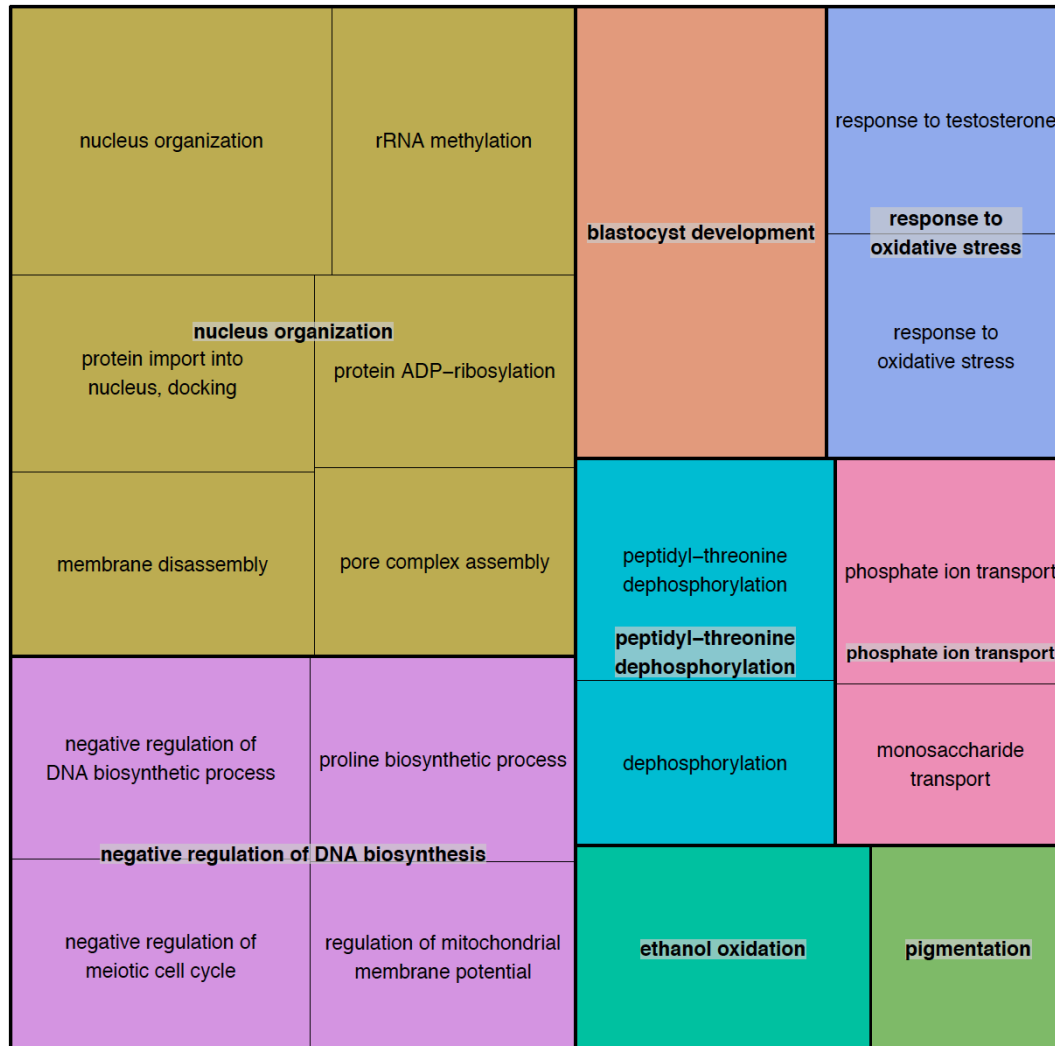 nucleus organization
rRNA methylation
nucleus organization
protein import into
nucleus, docking
protein ADP−ribosylation
membrane disassembly
pore complex assembly
negative regulation of
DNA biosynthetic process
proline biosynthetic process
negative regulation of DNA biosynthesis
negative regulation of
meiotic cell cycle
regulation of mitochondrial
membrane potential
blastocyst development
response to testosterone
response to
oxidative stress
response to
oxidative stress
peptidyl−threonine
dephosphorylation
peptidyl−threonine
dephosphorylation
dephosphorylation
phosphate ion transport
phosphate ion transport
monosaccharide
transport
ethanol oxidation
pigmentation